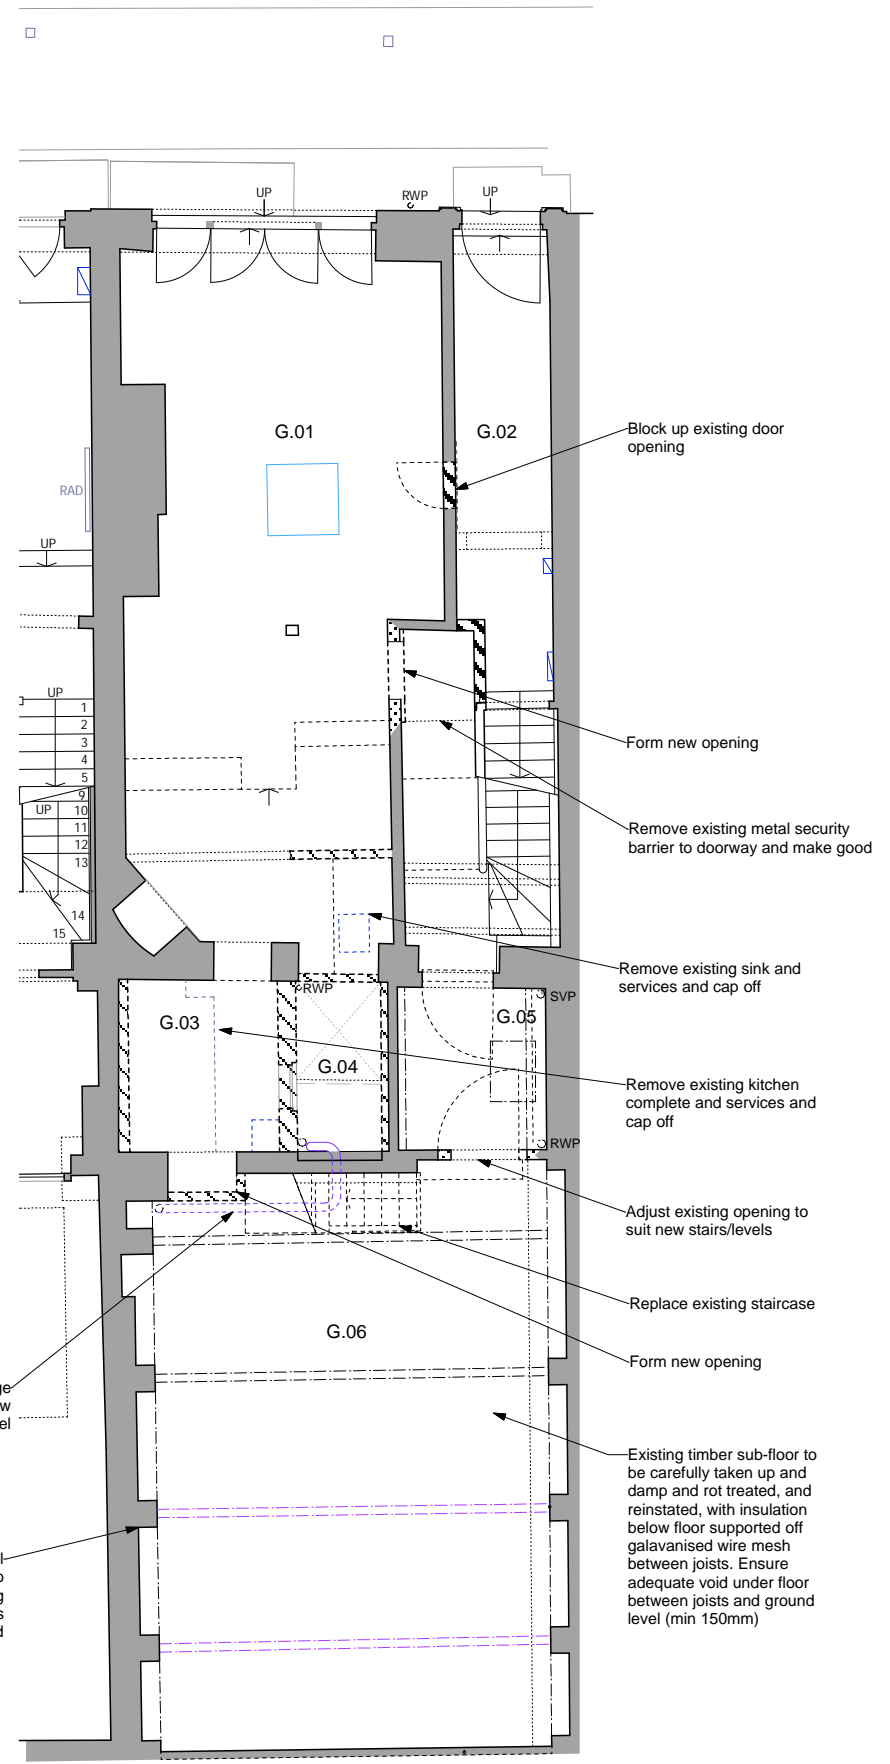 UP
RWP
UP
G.01
G.02
Block up existing door
opening
RAD
UP
UP
1
2
3
4
5
9
UP
10
11
12
13
14
15
Form new opening
Remove existing metal security
barrier to doorway and make good
Remove existing sink and
services and cap off
RWP
SVP
G.03
G.05
G.04
Remove existing kitchen
complete and services and
cap off
RWP
Adjust existing opening to
suit new stairs/levels
Replace existing staircase
G.06
Form new opening
ge
w
el
Existing timber sub-floor to
be carefully taken up and
damp and rot treated, and
reinstated, with insulation
below floor supported off
galavanised wire mesh
between joists. Ensure
adequate void under floor
between joists and ground
level (min 150mm)
l
o
g
s
d